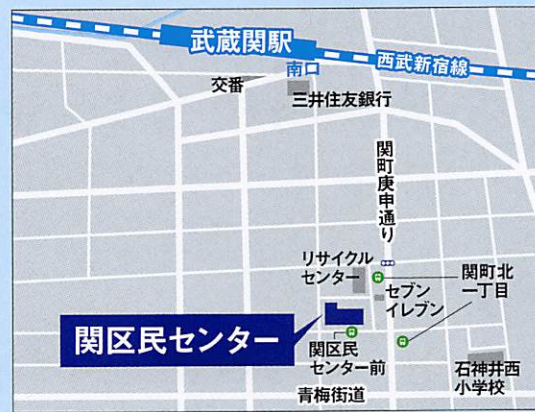 武蔵関駅
南口
西武新宿線
交番
三井住友銀行
関町庚申通り
リサイクル
センター
関町北
一丁目
セブン
イレブン
関区民センター
関区民
センター前
石神井西
小学校
青梅街道